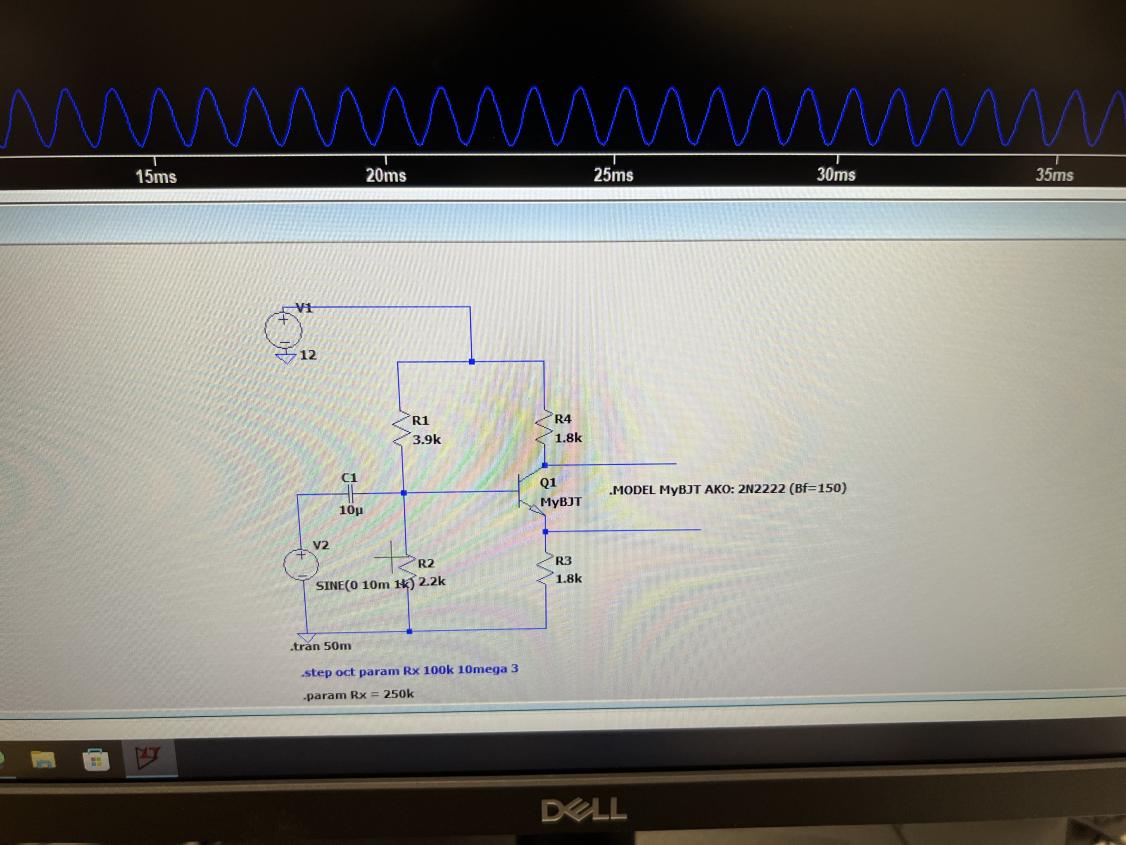 15ms 20ms 25ms 30ms 35ms
V1
12
R1
3.9k
R4
1.8k
C1
10µ
Q1
MyBJT
.MODEL MyBJT AKO: 2N2222 (Bf=150)
V2
SINE(0 10m 1k)
R2
2.2k
R3
1.8k
.tran 50m
.step oct param Rx 100k 10mega 3
.param Rx = 250k
DELL